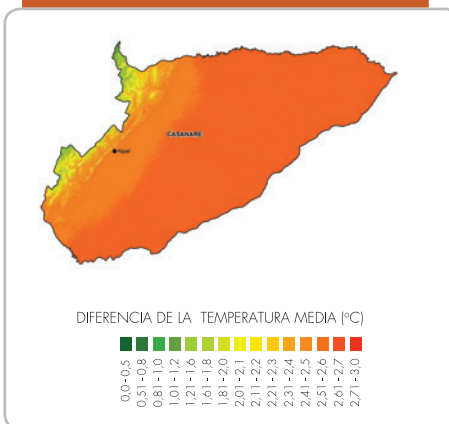 CASANARE
Yopal
DIFERENCIA DE LA TEMPERATURA MEDIA (°C)
0,0 - 0,5
0,51 - 0,8
0,81 - 1,0
1,01 - 1,2
1,21 - 1,6
1,61 - 1,8
1,81 - 2,0
2,01 - 2,1
2,11 - 2,2
2,21 - 2,3
2,31 - 2,4
2,41 - 2,5
2,51 - 2,6
2,61 - 2,7
2,71 - 3,0